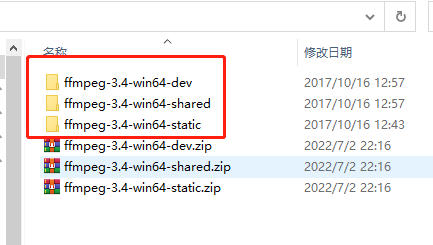 名称 修改日期
ffmpeg-3.4-win64-dev 2017/10/16 12:57
ffmpeg-3.4-win64-shared 2017/10/16 12:57
ffmpeg-3.4-win64-static 2017/10/16 12:43
ffmpeg-3.4-win64-dev.zip 2022/7/2 22:16
ffmpeg-3.4-win64-shared.zip 2022/7/2 22:16
ffmpeg-3.4-win64-static.zip 2022/7/2 22:16